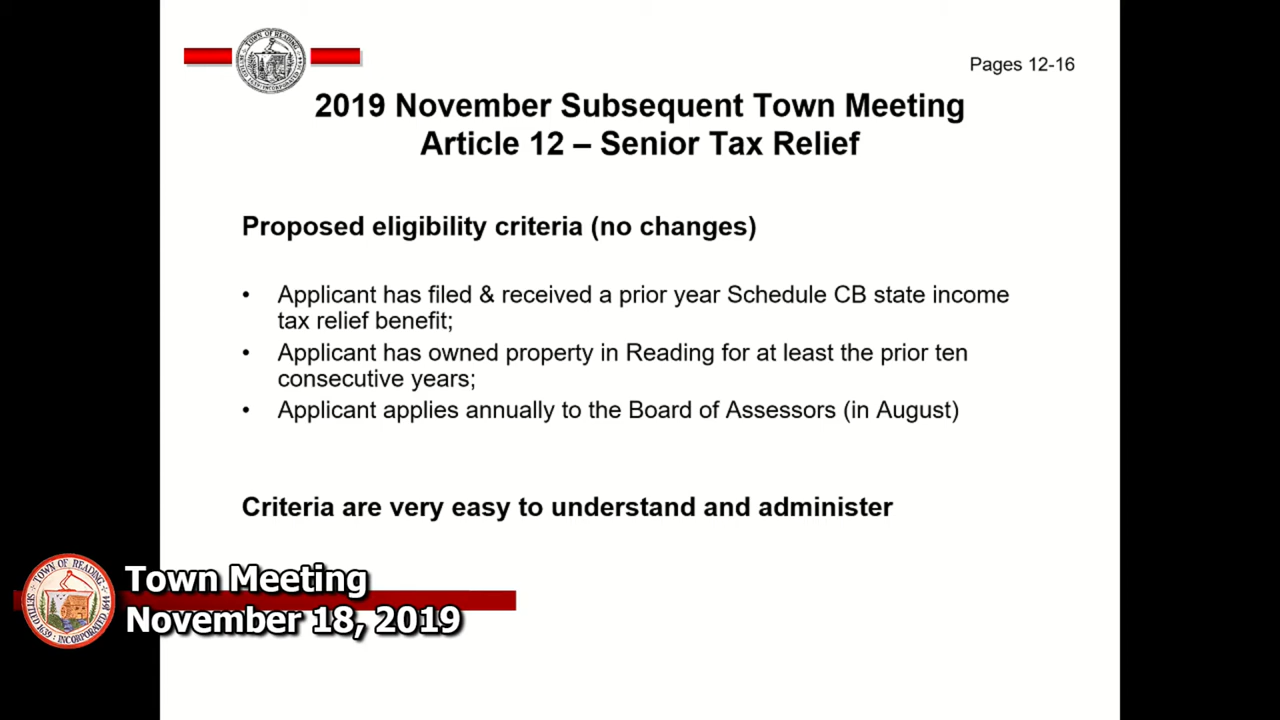 Pages 12-16
2019 November Subsequent Town Meeting
Article 12 – Senior Tax Relief
Proposed eligibility criteria (no changes)
• Applicant has filed & received a prior year Schedule CB state income
tax relief benefit;
• Applicant has owned property in Reading for at least the prior ten
consecutive years;
• Applicant applies annually to the Board of Assessors (in August)
Criteria are very easy to understand and administer
TOWN OF READING
SETTLED 1639 INCORPORATED 1644
Town Meeting
November 18, 2019